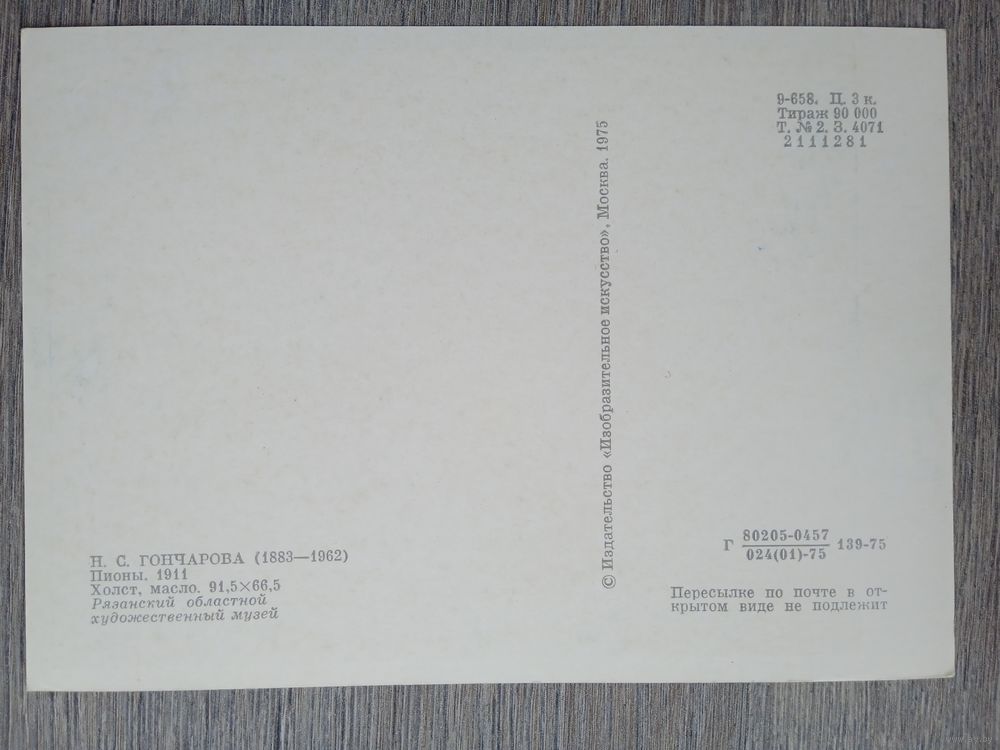 9-658. Ц. 3 к.
Тираж 90 000
Т. № 2. З. 4071
2111281
© Издательство «Изобразительное искусство», Москва. 1975
Н. С. ГОНЧАРОВА (1883—1962)
Пионы. 1911
Холст, масло. 91,5×66,5
Рязанский областной
художественный музей
Г 80205-0457 139-75
024(01)-75
Пересылке по почте в от-
крытом виде не подлежит